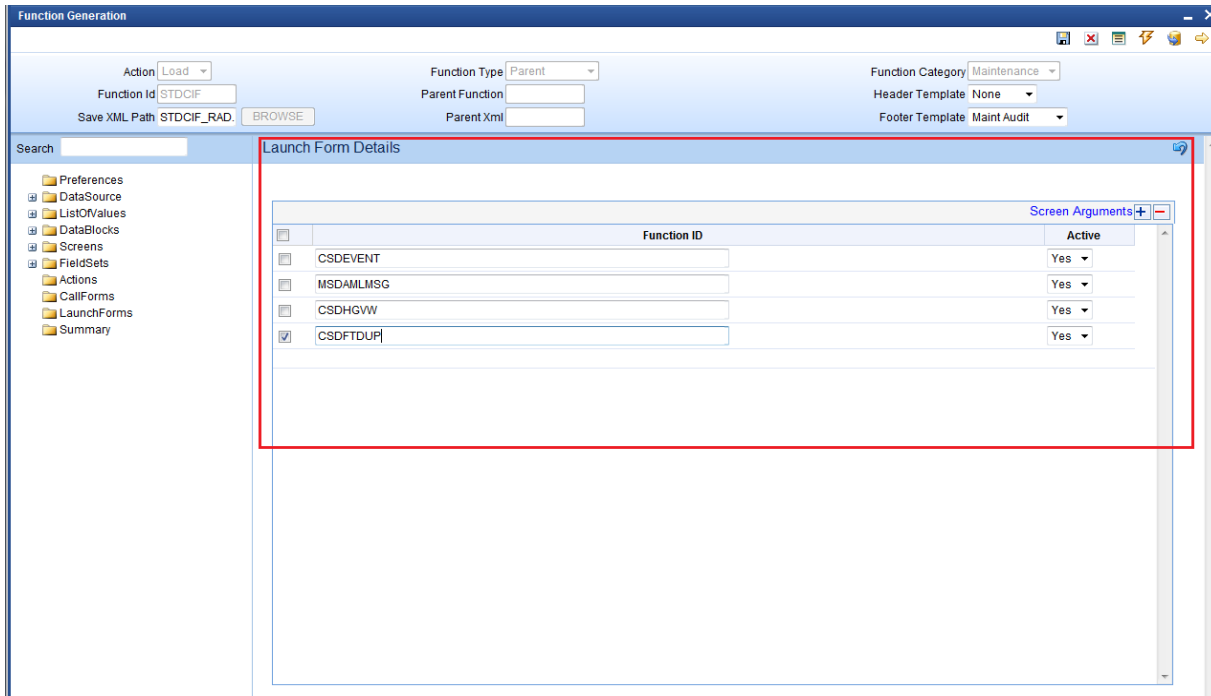 Function Generation
Action Load Function Type Parent Function Category Maintenance
Function Id STDCIF Parent Function Header Template None
Save XML Path STDCIF_RAD. BROWSE Parent Xml Footer Template Maint Audit
Search Launch Form Details
Preferences
DataSource
ListOfValues
DataBlocks
Screens
FieldSets
Actions
CallForms
LaunchForms
Summary
Screen Arguments
Function ID Active
CSDEVENT Yes
MSDAMLMSG Yes
CSDHGVW Yes
CSDFTDUP Yes